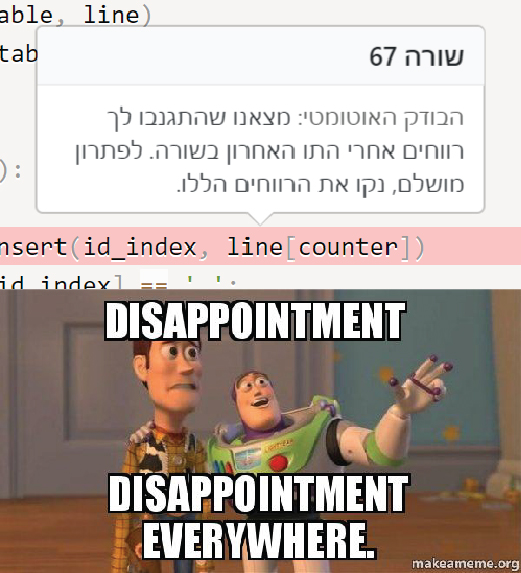 able, line)
tab
שורה 67
הבודק האוטומטי: מצאנו שהתגנבו לך
רווחים אחרי התו האחרון בשורה. לפתרון
מושלם, נקו את הרווחים הללו.
):
nsert(id_index, line[counter])
id_index] == ' ':
DISAPPOINTMENT
DISAPPOINTMENT
EVERYWHERE.
makeameme.org